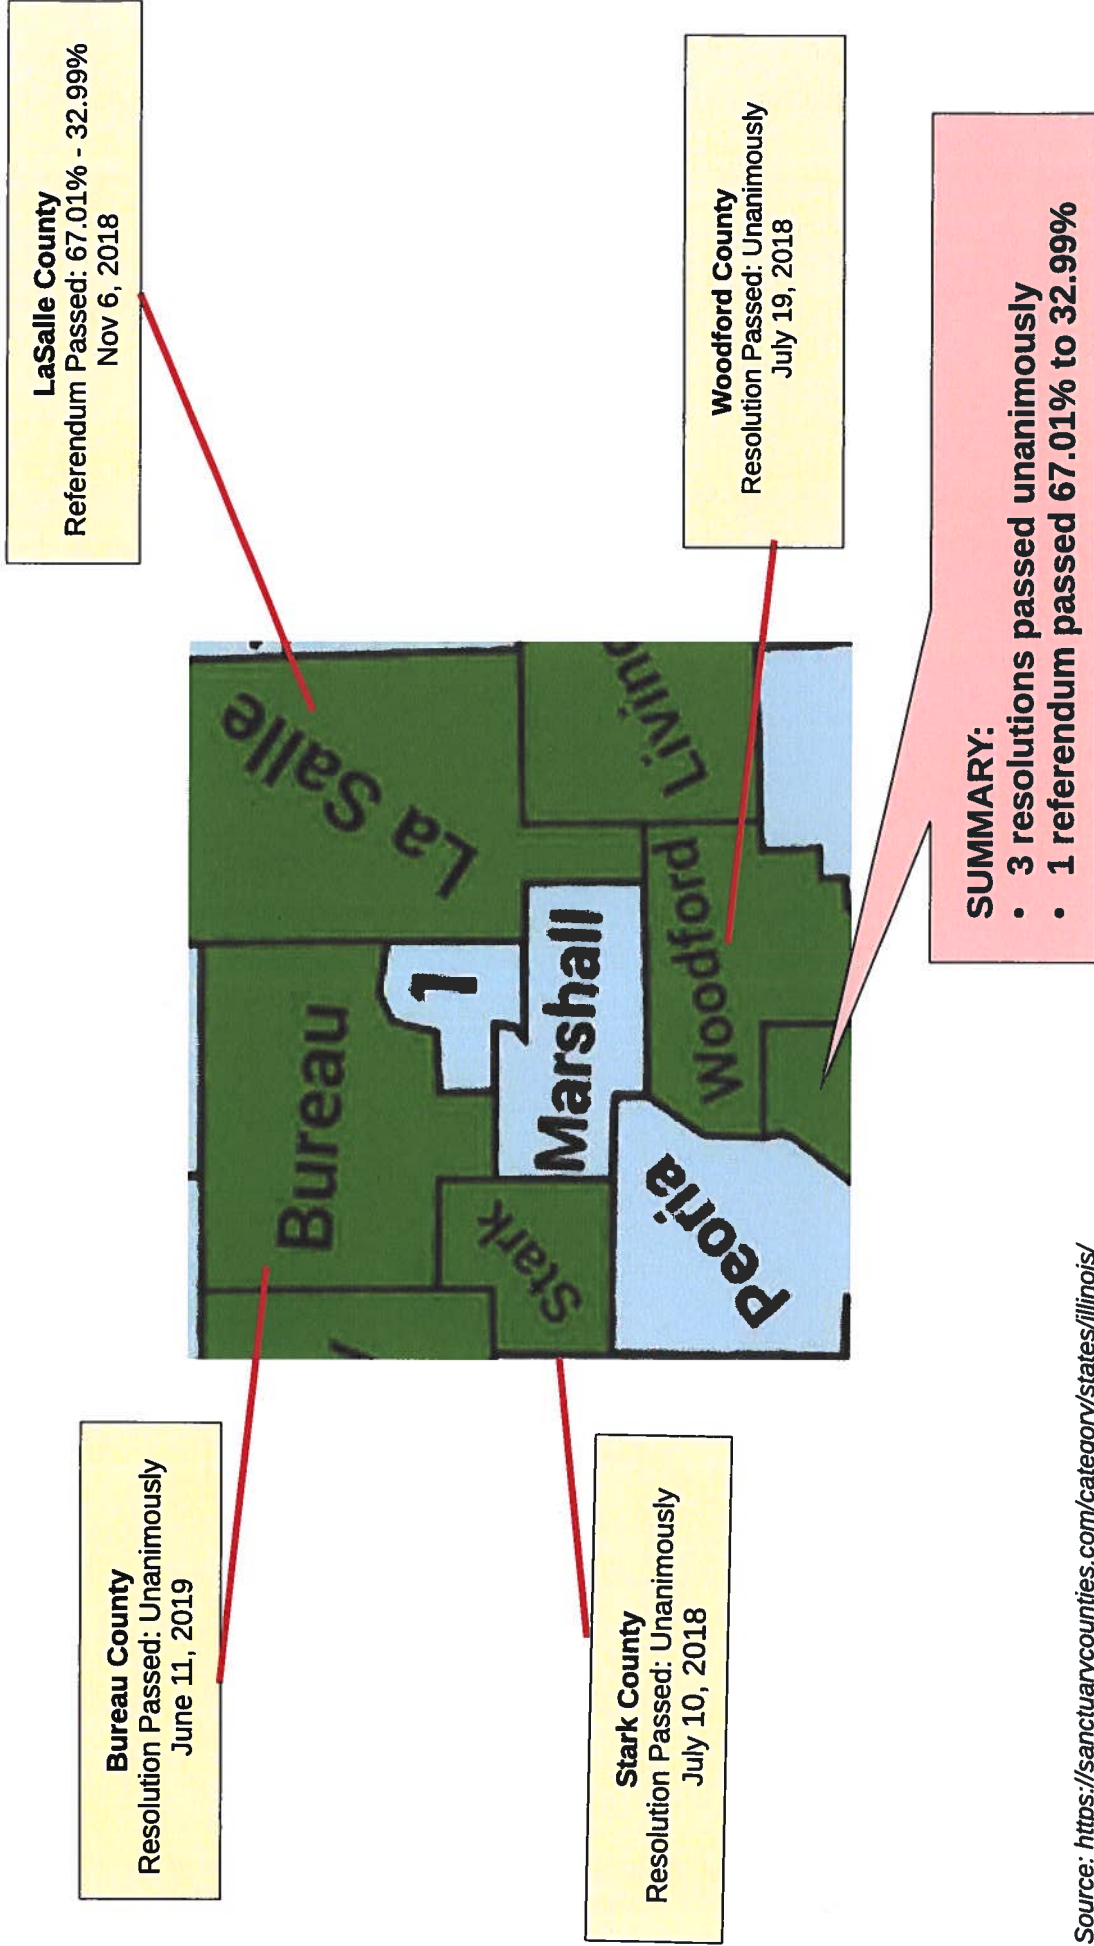 Bureau County
Resolution Passed: Unanimously
June 11, 2019
LaSalle County
Referendum Passed: 67.01% - 32.99%
Nov 6, 2018
Bureau
La Salle
1
Stark
Marshall
Livin
Peoria
Woodford
Stark County
Resolution Passed: Unanimously
July 10, 2018
Woodford County
Resolution Passed: Unanimously
July 19, 2018
SUMMARY:
• 3 resolutions passed unanimously
• 1 referendum passed 67.01% to 32.99%
Source: https://sanctuarycounties.com/category/states/illinois/